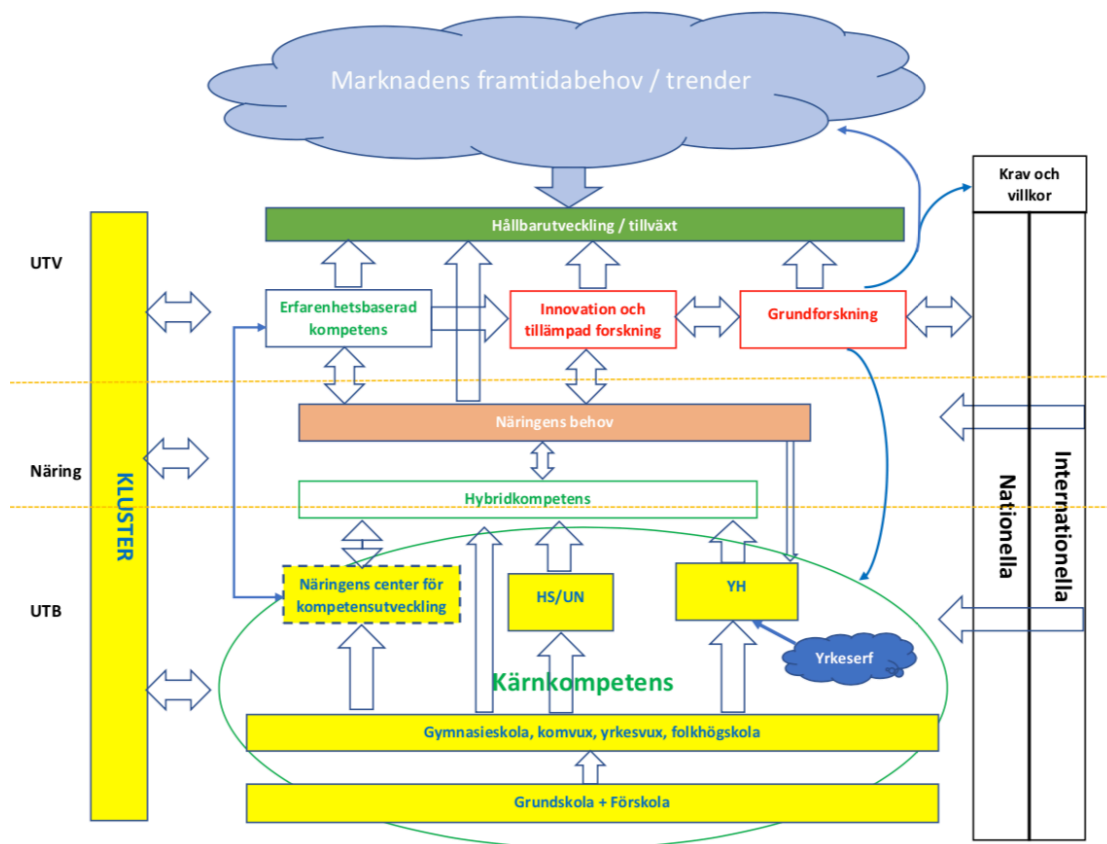 Marknadens framtidabehov / trender
Krav och
villkor
Hållbarutveckling / tillväxt
UTV
Erfarenhetsbaserad
kompetens
Innovation och
tillämpad forskning
Grundforskning
Näringens behov
Näring
KLUSTER
Hybridkompetens
Nationella
Internationella
UTB
Näringens center för
kompetensutveckling
HS/UN
YH
Yrkeserf
Kärnkompetens
Gymnasieskola, komvux, yrkesvux, folkhögskola
Grundskola + Förskola